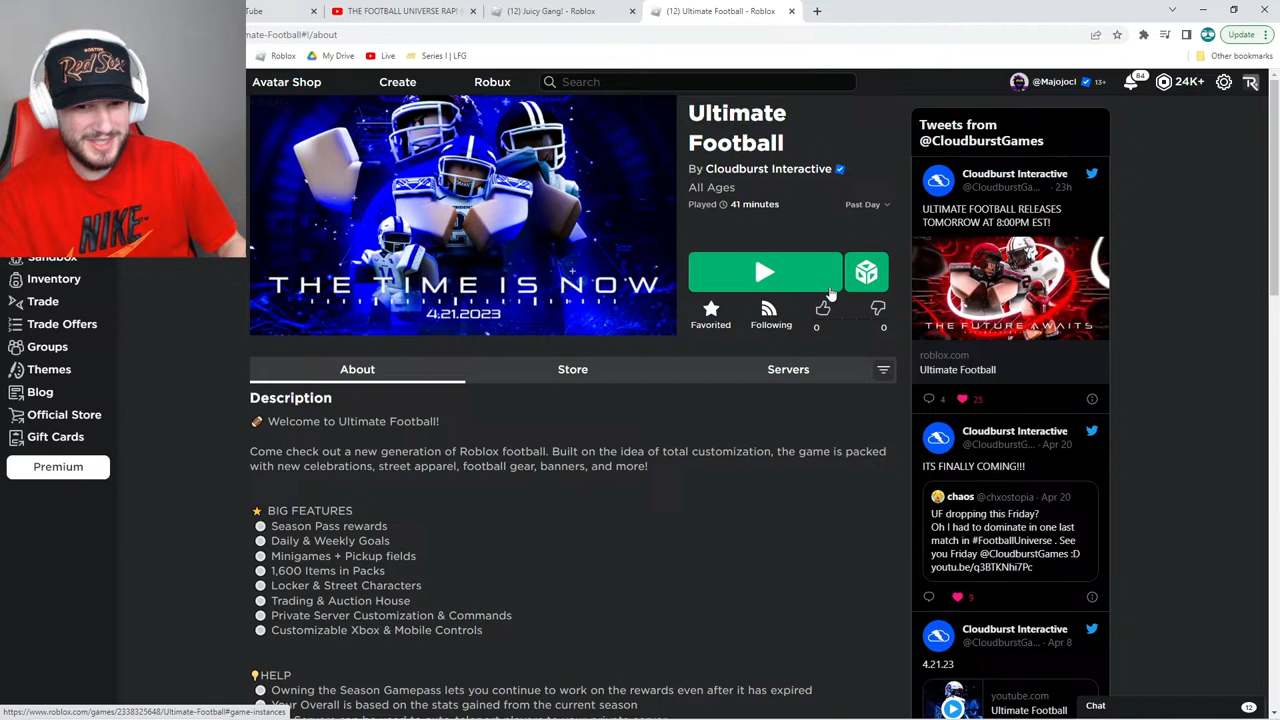 Tube
THE FOOTBALL UNIVERSE RAP!
(12) Juicy Gang! - Roblox
(12) Ultimate Football - Roblox
mate-Football#!/about
Update
Roblox
My Drive
Live
Series I | LFG
Other bookmarks
Avatar Shop
Create
Robux
Search
@Majojocl
13+
84
24K+
BOSTON
Red Sox
NIKE
THE TIME IS NOW
4.21.2023
Ultimate
Football
By Cloudburst Interactive
All Ages
Played
41 minutes
Past Day
Favorited
Following
0
0
Tweets from
@CloudburstGames
Cloudburst Interactive
@CloudburstGa... · 23h
ULTIMATE FOOTBALL RELEASES
TOMORROW AT 8:00PM EST!
THE FUTURE AWAITS
roblox.com
Ultimate Football
4
25
Cloudburst Interactive
@CloudburstGa... · Apr 20
ITS FINALLY COMING!!!
chaos @chxostopia · Apr 20
UF dropping this Friday?
Oh I had to dominate in one last
match in #FootballUniverse . See
you Friday @CloudburstGames :D
youtu.be/q3BTKNhi7Pc
9
Cloudburst Interactive
@CloudburstGa... · Apr 8
4.21.23
youtube.com
Ultimate Football
Sandbox
Inventory
Trade
Trade Offers
Groups
Themes
Blog
Official Store
Gift Cards
Premium
About
Store
Servers
Description
Welcome to Ultimate Football!
Come check out a new generation of Roblox football. Built on the idea of total customization, the game is packed
with new celebrations, street apparel, football gear, banners, and more!
BIG FEATURES
Season Pass rewards
Daily & Weekly Goals
Minigames + Pickup fields
1,600 Items in Packs
Locker & Street Characters
Trading & Auction House
Private Server Customization & Commands
Customizable Xbox & Mobile Controls
HELP
Owning the Season Gamepass lets you continue to work on the rewards even after it has expired
Your Overall is based on the stats gained from the current season
https://www.roblox.com/games/2338325648/Ultimate-Football#game-instances
Chat
12